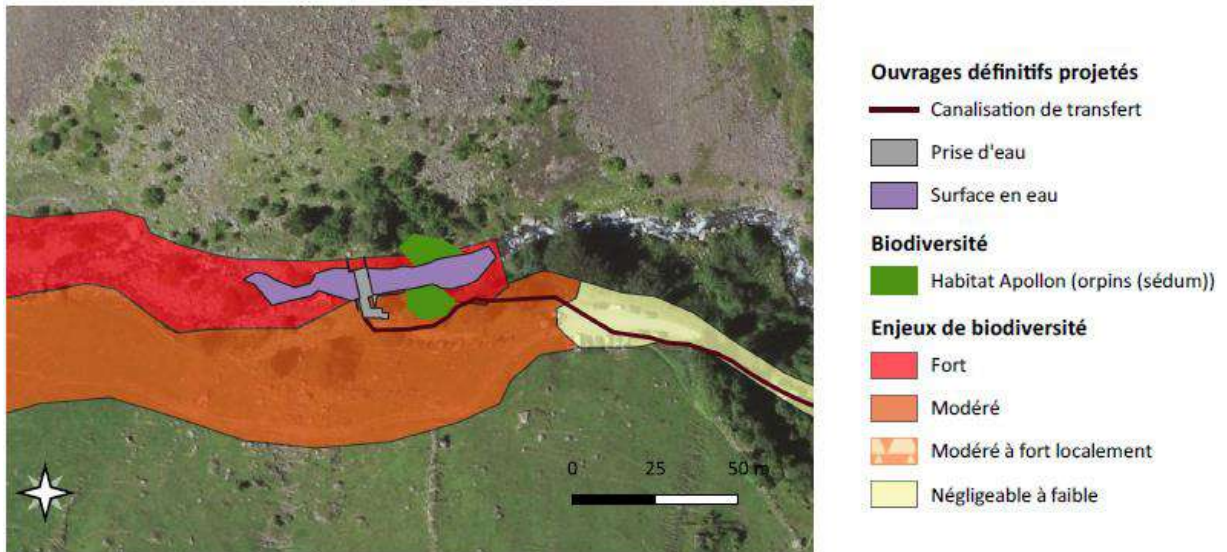 Ouvrages définitifs projetés
Canalisation de transfert
Prise d'eau
Surface en eau
Biodiversité
Habitat Apollon (orpins (sédum))
Enjeux de biodiversité
Fort
Modéré
Modéré à fort localement
Négligeable à faible
0 25 50 m